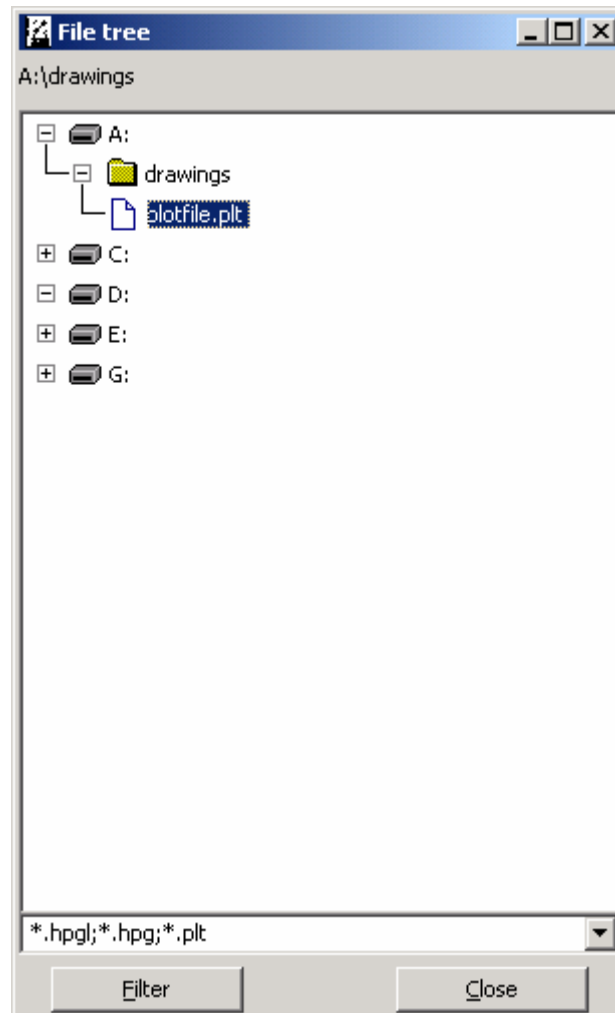 File tree
A:\drawings
A:
drawings
plotfile.plt
C:
D:
E:
G:
*.hpgl;*.hpg;*.plt
Filter
Close